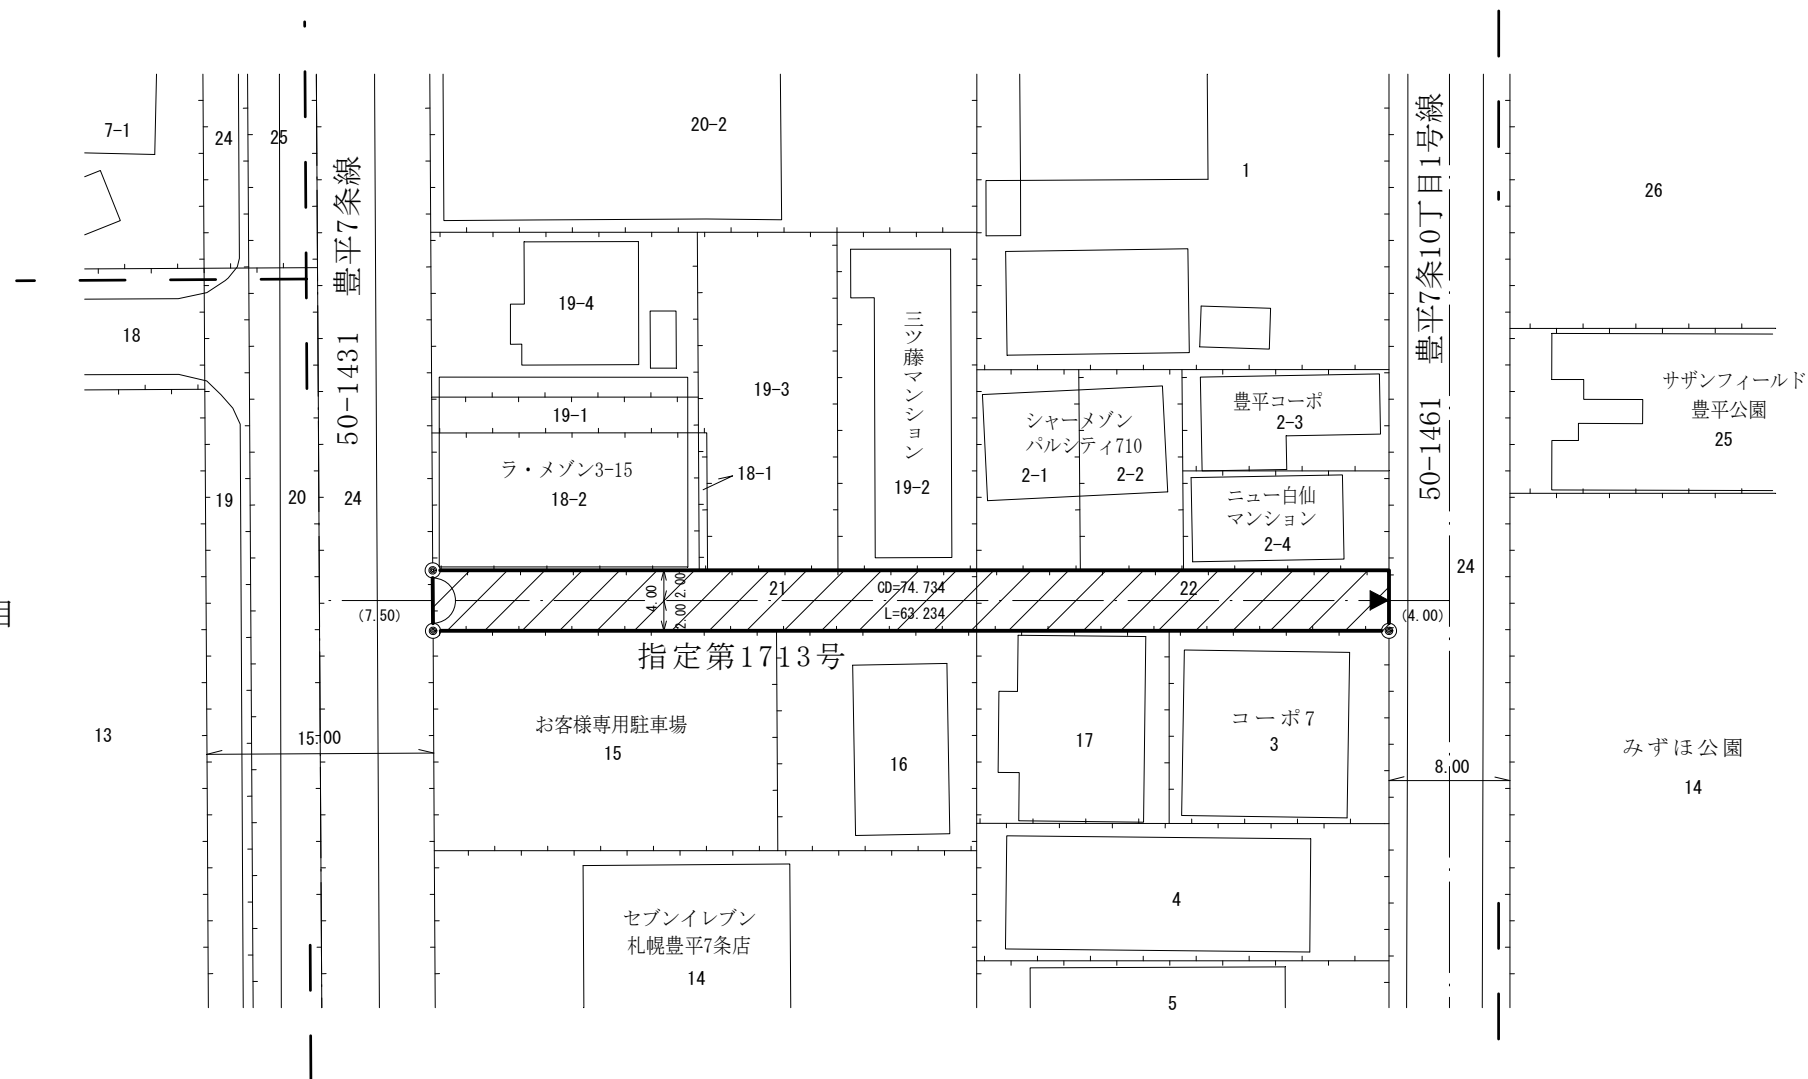 7-1
24
25
豊平7条線
50-1431
20-2
1
豊平7条10丁目1号線
50-1461
26
18
19-4
19-3
19-1
三ツ藤マンション
19-2
ラ・メゾン3-15
18-2
18-1
シャーメゾン
パルシティ710
2-1
2-2
豊平コーポ
2-3
ニュー白仙
マンション
2-4
サザンフィールド
豊平公園
25
19
20
24
24
目
(7.50)
4.00
2.00
2.00
21
CD=74.734
L=63.234
22
(4.00)
指定第1713号
13
15.00
お客様専用駐車場
15
16
17
コーポ7
3
8.00
みずほ公園
14
セブンイレブン
札幌豊平7条店
14
4
5